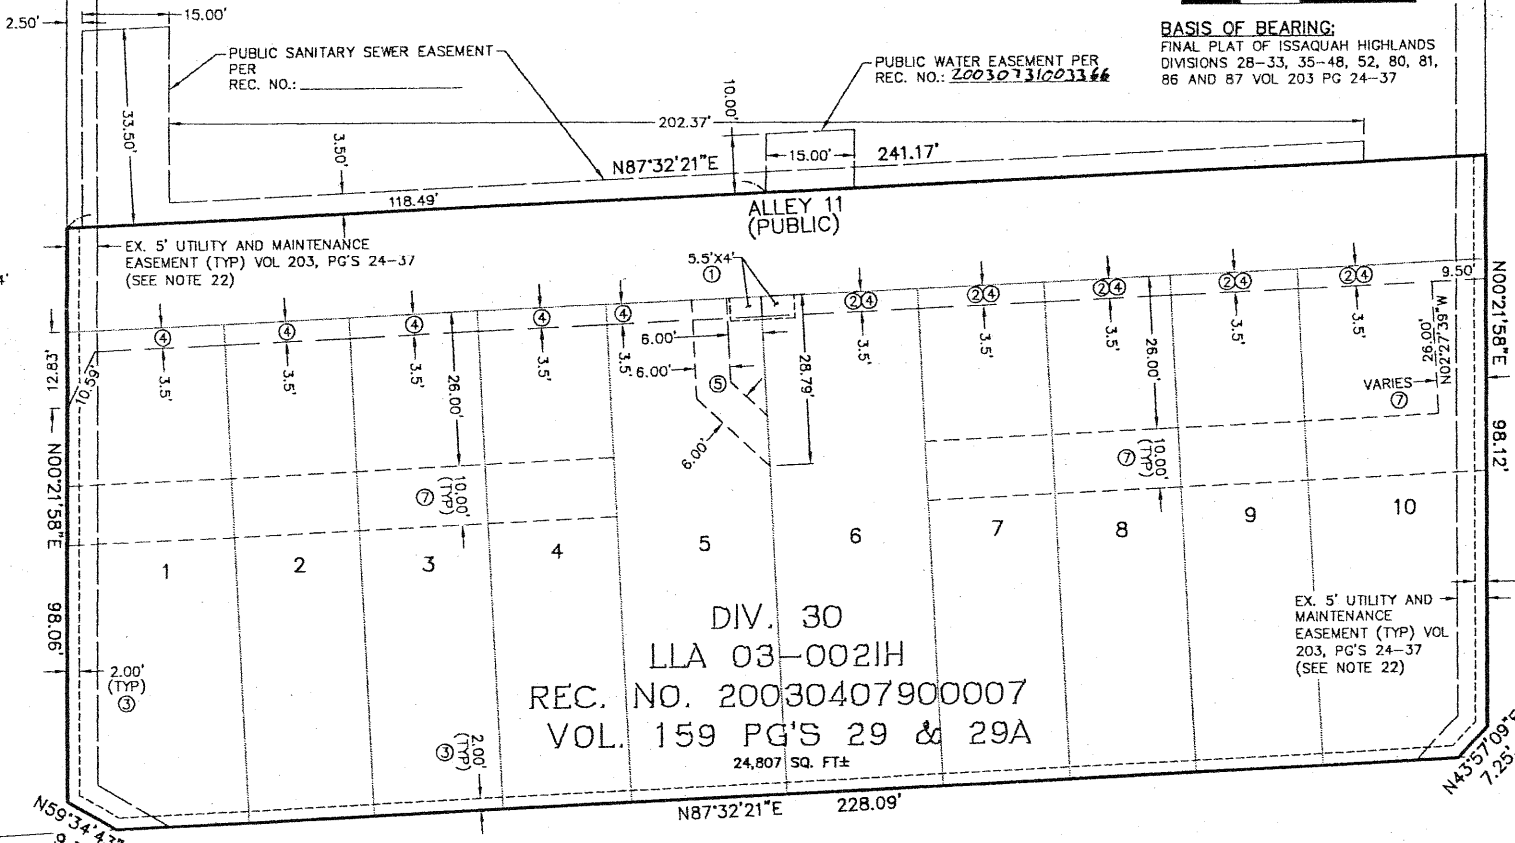 2.50'
15.00'
PUBLIC SANITARY SEWER EASEMENT
PER
REC. NO.:
33.50'
3.50'
118.49'
202.37'
N87°32'21"E
241.17'
10.00'
15.00'
PUBLIC WATER EASEMENT PER
REC. NO.: 20030731003366
BASIS OF BEARING:
FINAL PLAT OF ISSAQUAH HIGHLANDS
DIVISIONS 28-33, 35-48, 52, 80, 81,
86 AND 87 VOL 203 PG 24-37
ALLEY 11
(PUBLIC)
EX. 5' UTILITY AND MAINTENANCE
EASEMENT (TYP) VOL 203, PG'S 24-37
(SEE NOTE 22)
4'
5.5'X4'
①
④
④
④
④
④
②④
②④
②④
②④
②④
9.50'
3.5'
3.5'
3.5'
3.5'
3.5'
3.5'
3.5'
3.5'
3.5'
3.5'
12.83'
10.59'
26.00'
6.00'
6.00'
⑤
6.00'
28.79'
26.00'
26.00'
N02°27'39"W
VARIES
⑦
N00°21'58"E
98.12'
N00°21'58"E
98.06'
10.00'
(TYP)
⑦
10.00'
(TYP)
⑦
1
2
3
4
5
6
7
8
9
10
DIV. 30
LLA 03-002IH
REC. NO. 20030407900007
VOL. 159 PG'S 29 & 29A
24,807 SQ. FT±
2.00'
(TYP)
③
2.00'
(TYP)
③
EX. 5' UTILITY AND
MAINTENANCE
EASEMENT (TYP) VOL
203, PG'S 24-37
(SEE NOTE 22)
N59°34'43"
N87°32'21"E
228.09'
N43°57'09"E
7.25'